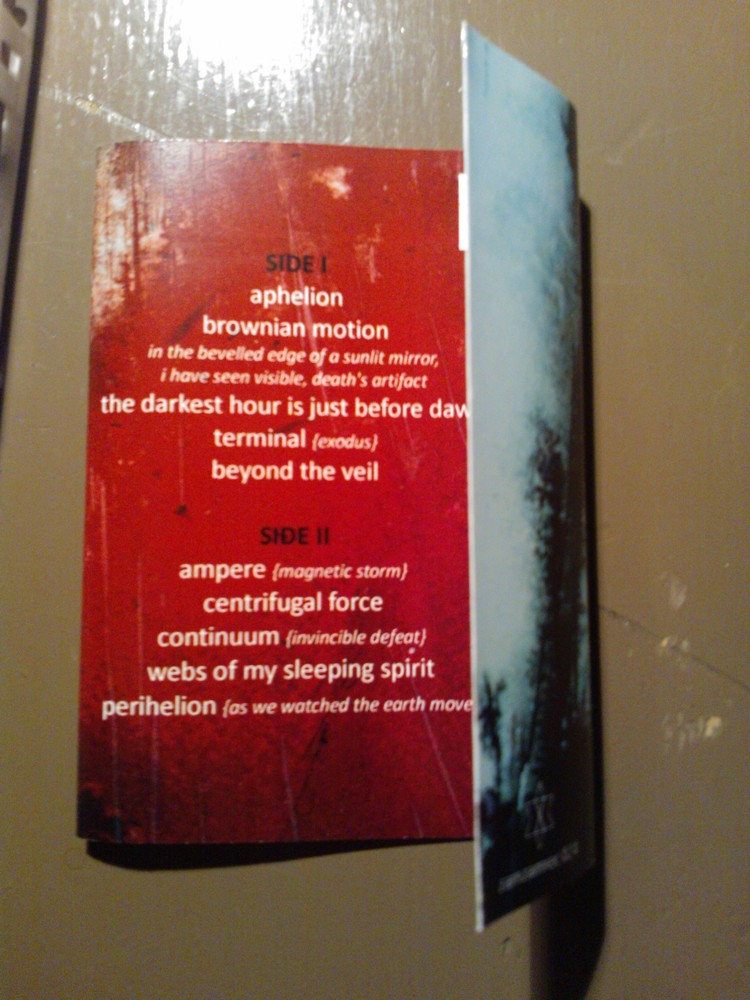 SIDE I
aphelion
brownian motion
in the bevelled edge of a sunlit mirror,
i have seen visible, death's artifact
the darkest hour is just before daw
terminal {exodus}
beyond the veil
SIDE II
ampere {magnetic storm}
centrifugal force
continuum {invincible defeat}
webs of my sleeping spirit
perihelion {as we watched the earth move